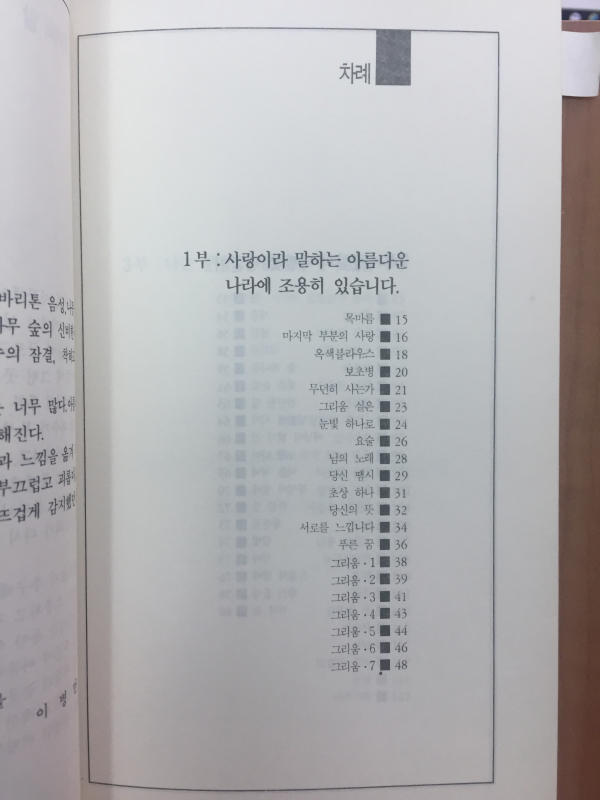 바리톤 음성,
무 숲의 신비한
의 잠결,
너무 많다.
해진다.
과 느낌을
부끄럽고
뜨겁게 감지했던
이 병
차례
1부 : 사랑이라 말하는 아름다운
나라에 조용히 있습니다.
목마름 ■ 15
마지막 부분의 사랑 ■ 16
옥색블라우스 ■ 18
보초병 ■ 20
무던히 사는가 ■ 21
그리움 실은 ■ 23
눈빛 하나로 ■ 24
요술 ■ 26
님의 노래 ■ 28
당신 땜시 ■ 29
초상 하나 ■ 31
당신의 뜻 ■ 32
서로를 느낍니다 ■ 34
푸른 꿈 ■ 36
그리움 · 1 ■ 38
그리움 · 2 ■ 39
그리움 · 3 ■ 41
그리움 · 4 ■ 43
그리움 · 5 ■ 44
그리움 · 6 ■ 46
그리움 · 7 ■ 48